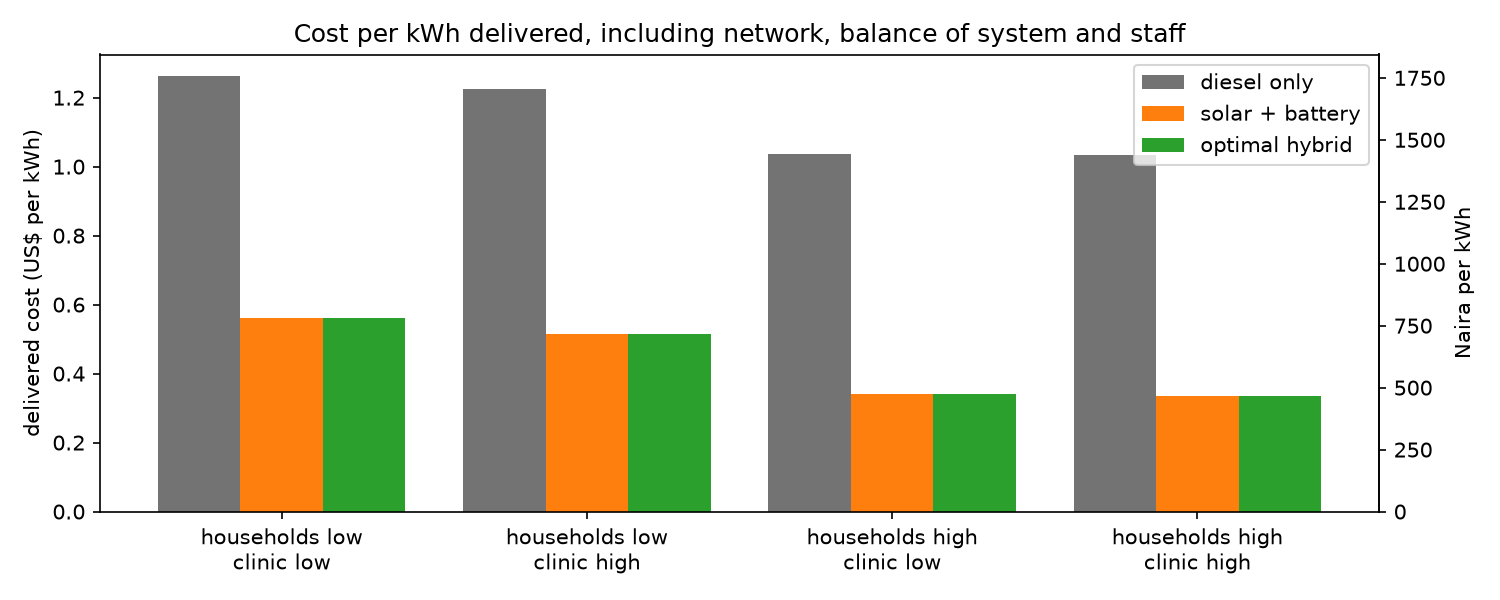 Cost per kWh delivered, including network, balance of system and staff
delivered cost (US$ per kWh)
1.2
1.0
0.8
0.6
0.4
0.2
0.0
diesel only
solar + battery
optimal hybrid
1750
1500
1250
1000
750
500
250
0
Naira per kWh
households low
clinic low
households low
clinic high
households high
clinic low
households high
clinic high